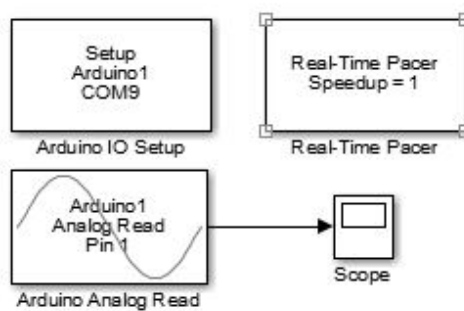 Setup
Arduino1
COM9
Arduino IO Setup
Real-Time Pacer
Speedup = 1
Real-Time Pacer
Arduino1
Analog Read
Pin 1
Arduino Analog Read
Scope